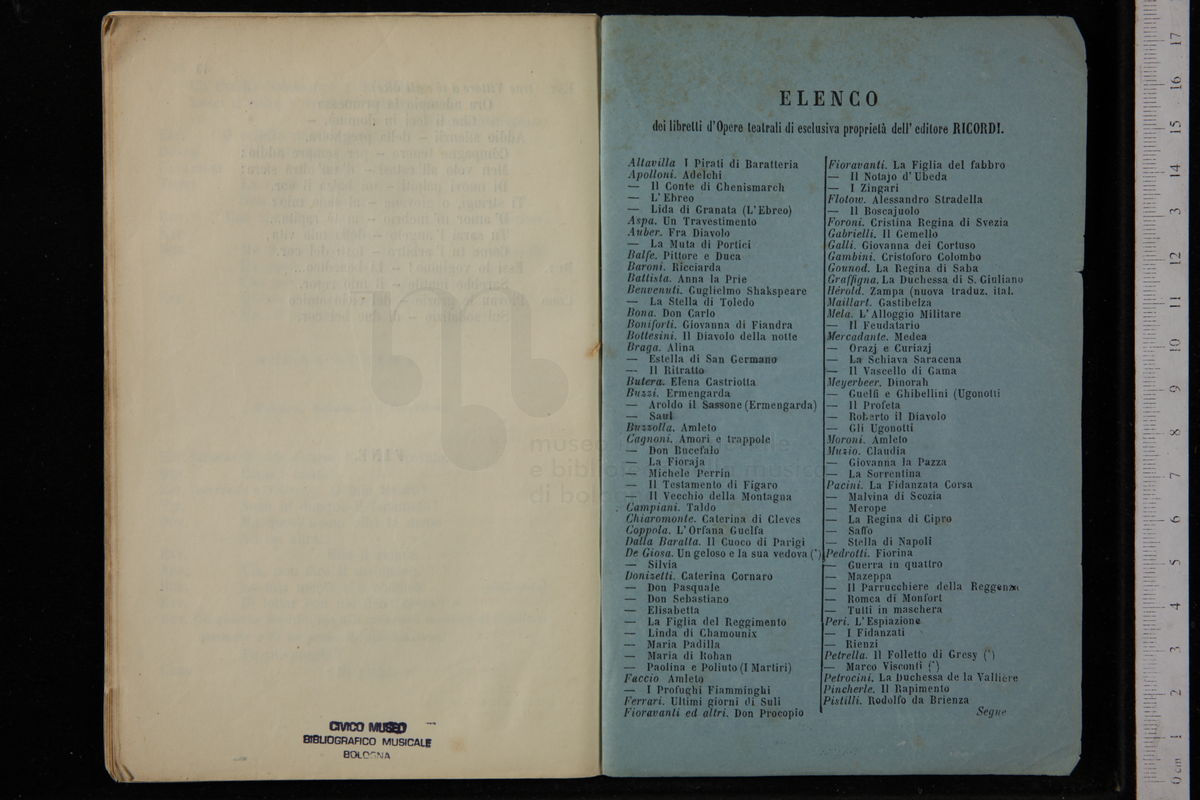 CIVICO MUSEO
BIBLIOGRAFICO MUSICALE
BOLOGNA
ELENCO
dei libretti d'Opere teatrali di esclusiva proprietà dell' editore RICORDI.
Altavilla I Pirati di Baratteria
Apolloni. Adelchi
— Il Conte di Chenismarch
— L'Ebreo
— Lida di Granata (L'Ebreo)
Aspa. Un Travestimento
Auber. Fra Diavolo
— La Muta di Portici
Balfe. Pittore e Duca
Baroni. Ricciarda
Battista. Anna la Prie
Benvenuti. Guglielmo Shakspeare
— La Stella di Toledo
Bona. Don Carlo
Boniforti. Giovanna di Fiandra
Bottesini. Il Diavolo della notte
Braga. Alina
— Estella di San Germano
— Il Ritratto
Butera. Elena Castriotta
Buzzi. Ermengarda
— Aroldo il Sassone (Ermengarda)
— Saul
Buzzolla. Amleto
Cagnoni. Amori e trappole
— Don Bucefalo
— La Fioraja
— Michele Perrin
— Il Testamento di Figaro
— Il Vecchio della Montagna
Campiani. Taldo
Chiaromonte. Caterina di Cleves
Coppola. L'Orfana Guelfa
Dalla Baratta. Il Cuoco di Parigi
De Giosa. Un geloso e la sua vedova (*)
— Silvia
Donizetti. Caterina Cornaro
— Don Pasquale
— Don Sebastiano
— Elisabetta
— La Figlia del Reggimento
— Linda di Chamounix
— Maria Padilla
— Maria di Rohan
— Paolina e Poliuto (I Martiri)
Faccio Amleto
— I Profughi Fiamminghi
Ferrari. Ultimi giorni di Suli
Fioravanti ed altri. Don Procopio
Fioravanti. La Figlia del fabbro
— Il Notajo d'Ubeda
— I Zingari
Flotow. Alessandro Stradella
— Il Boscajuolo
Foroni. Cristina Regina di Svezia
Gabrielli. Il Gemello
Galli. Giovanna dei Cortuso
Gambini. Cristoforo Colombo
Gounod. La Regina di Saba
Graffigna. La Duchessa di S. Giuliano
Hérold. Zampa (nuova traduz. ital.
Maillart. Gastibelza
Mela. L'Alloggio Militare
— Il Feudatario
Mercadante. Medea
— Orazj e Curiazj
— La Schiava Saracena
— Il Vascello di Gama
Meyerbeer. Dinorah
— Guelfi e Ghibellini (Ugonotti
— Il Profeta
— Roberto il Diavolo
— Gli Ugonotti
Moroni. Amleto
Muzio. Claudia
— Giovanna la Pazza
— La Sorrentina
Pacini. La Fidanzata Corsa
— Malvina di Scozia
— Merope
— La Regina di Cipro
— Saffo
— Stella di Napoli
Pedrotti. Fiorina
— Guerra in quattro
— Mazeppa
— Il Parrucchiere della Reggenza
— Romea di Monfort
— Tutti in maschera
Peri. L'Espiazione
— I Fidanzati
— Rienzi
Petrella. Il Folletto di Gresy (*)
— Marco Visconti (*)
Petrocini. La Duchessa de la Vallière
Pincherle. Il Rapimento
Pistilli. Rodolfo da Brienza
Segue